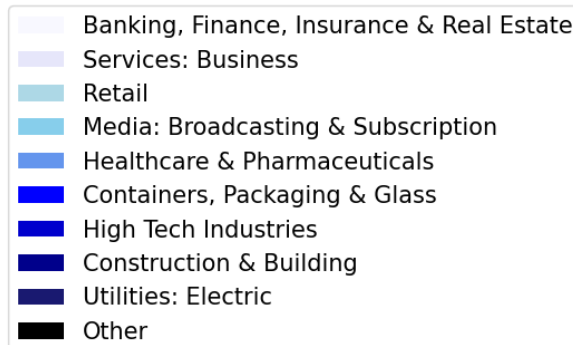 Banking, Finance, Insurance & Real Estate
Services: Business
Retail
Media: Broadcasting & Subscription
Healthcare & Pharmaceuticals
Containers, Packaging & Glass
High Tech Industries
Construction & Building
Utilities: Electric
Other